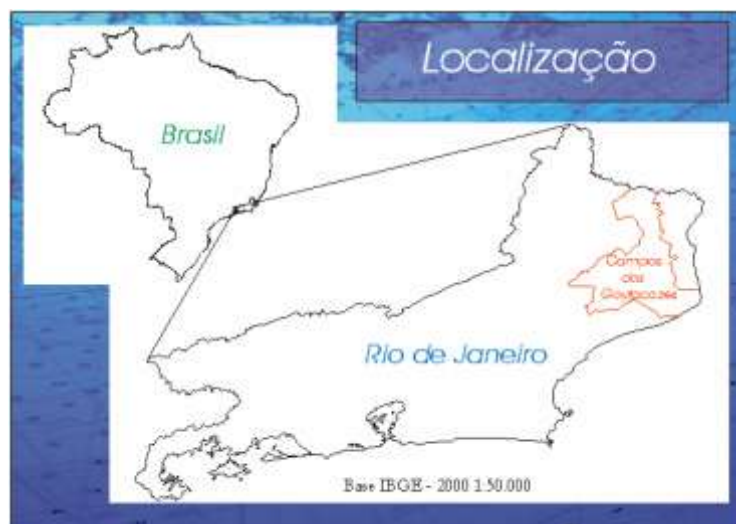 Localização
Brasil
Campos
dos
Goytacazes
Rio de Janeiro
Base IBGE - 2000 1:50.000